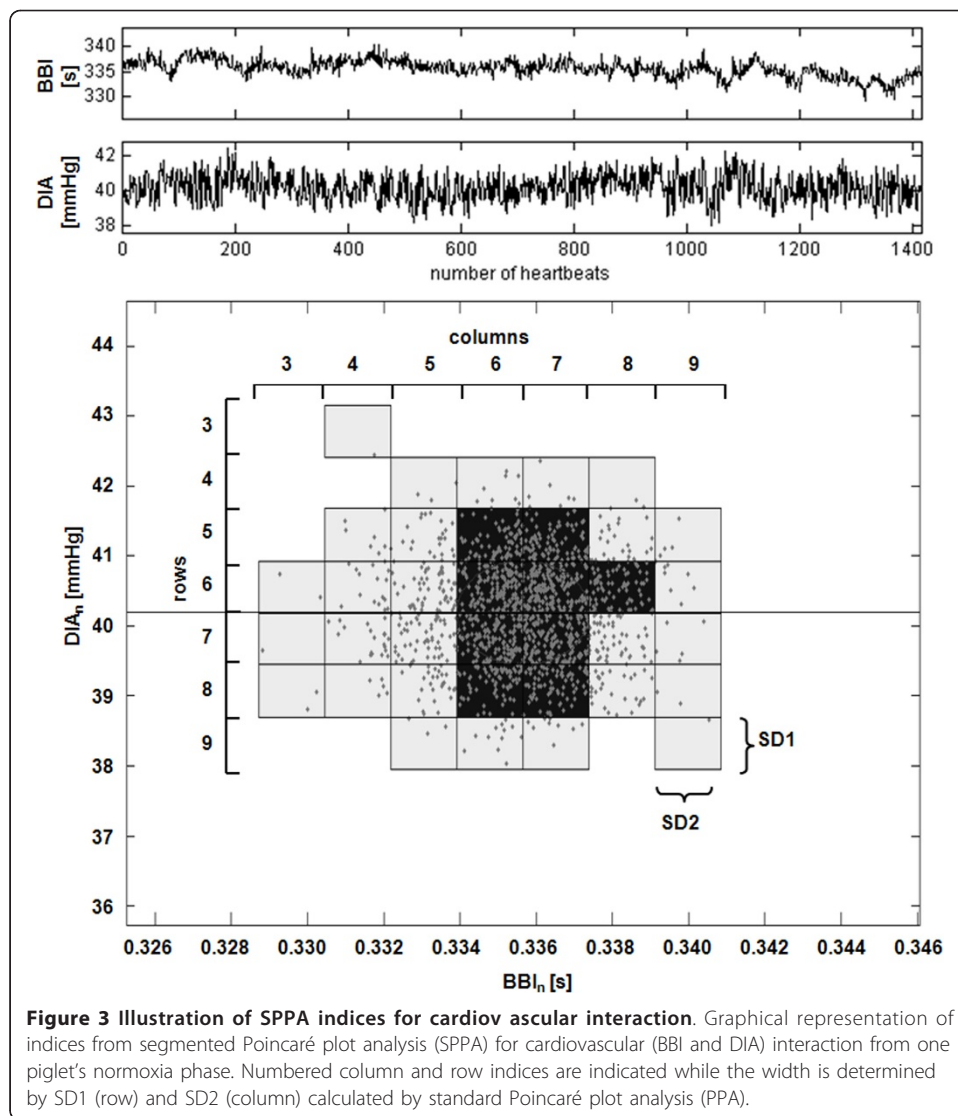 BBI
[s]
340
335
330
DIA
[mmHg]
42
40
38
0 200 400 600 800 1000 1200 1400
number of heartbeats
columns
3 4 5 6 7 8 9
rows
3
4
5
6
7
8
9
DIAn [mmHg]
44
43
42
41
40
39
38
37
36
SD1
SD2
0.326 0.328 0.330 0.332 0.334 0.336 0.338 0.340 0.342 0.344 0.346
BBIn [s]
Figure 3 Illustration of SPPA indices for cardiov ascular interaction. Graphical representation of
indices from segmented Poincaré plot analysis (SPPA) for cardiovascular (BBI and DIA) interaction from one
piglet's normoxia phase. Numbered column and row indices are indicated while the width is determined
by SD1 (row) and SD2 (column) calculated by standard Poincaré plot analysis (PPA).